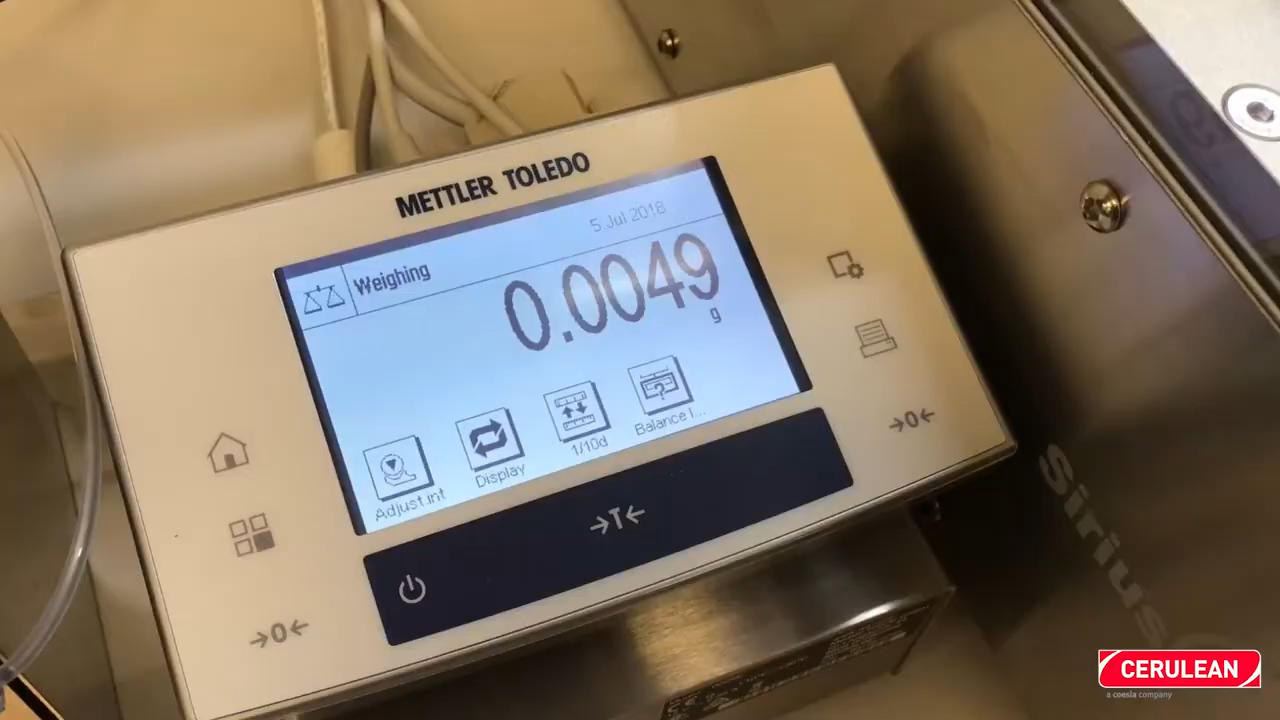 METTLER TOLEDO
5.Jul 2018
Weighing
0.0049
g
Adjust.int
Display
1/10d
Balance I...
→0←
→T←
→0←
Sirius
CERULEAN
a coesia company